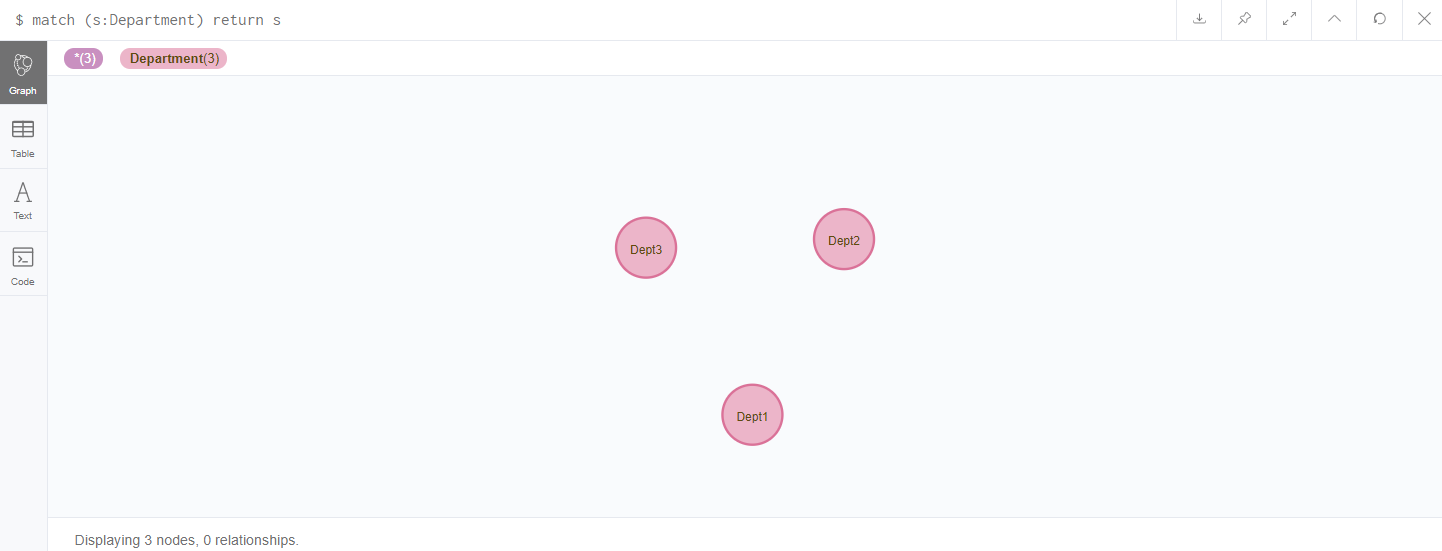 $ match (s:Department) return s
*(3) Department(3)
Graph
Table
Text
Code
Dept3
Dept2
Dept1
Displaying 3 nodes, 0 relationships.